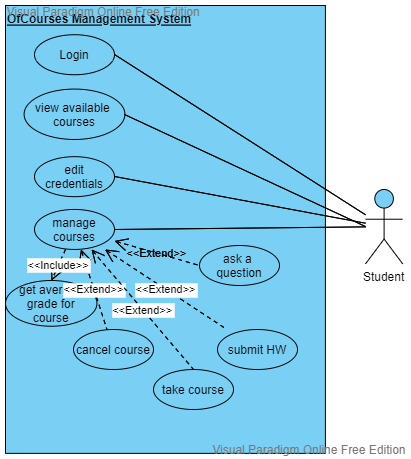 Visual Paradigm Online Free Edition
OfCourses Management System
Login
view available
courses
edit
credentials
manage
courses
<<Extend>>
ask a
question
<<Include>>
Student
get aver
grade for
course
<<Extend>>
<<Extend>>
<<Extend>>
cancel course
submit HW
take course
Visual Paradigm Online Free Edition